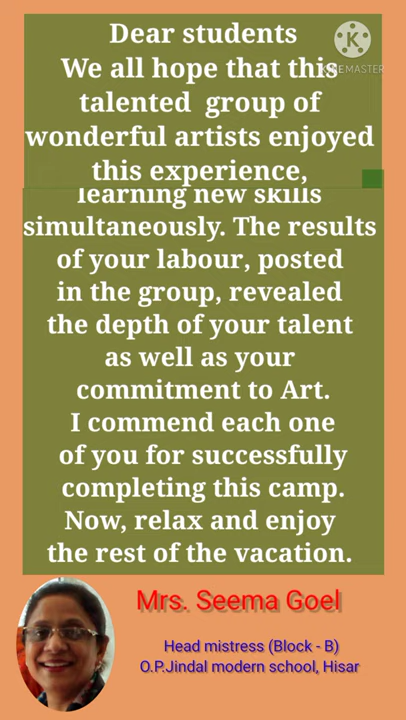 Dear students
We all hope that this
KINEMASTER
talented group of
wonderful artists enjoyed
this experience,
learning new skills
simultaneously. The results
of your labour, posted
in the group, revealed
the depth of your talent
as well as your
commitment to Art.
I commend each one
of you for successfully
completing this camp.
Now, relax and enjoy
the rest of the vacation.
Mrs. Seema Goel
Head mistress (Block - B)
O.P.Jindal modern school, Hisar